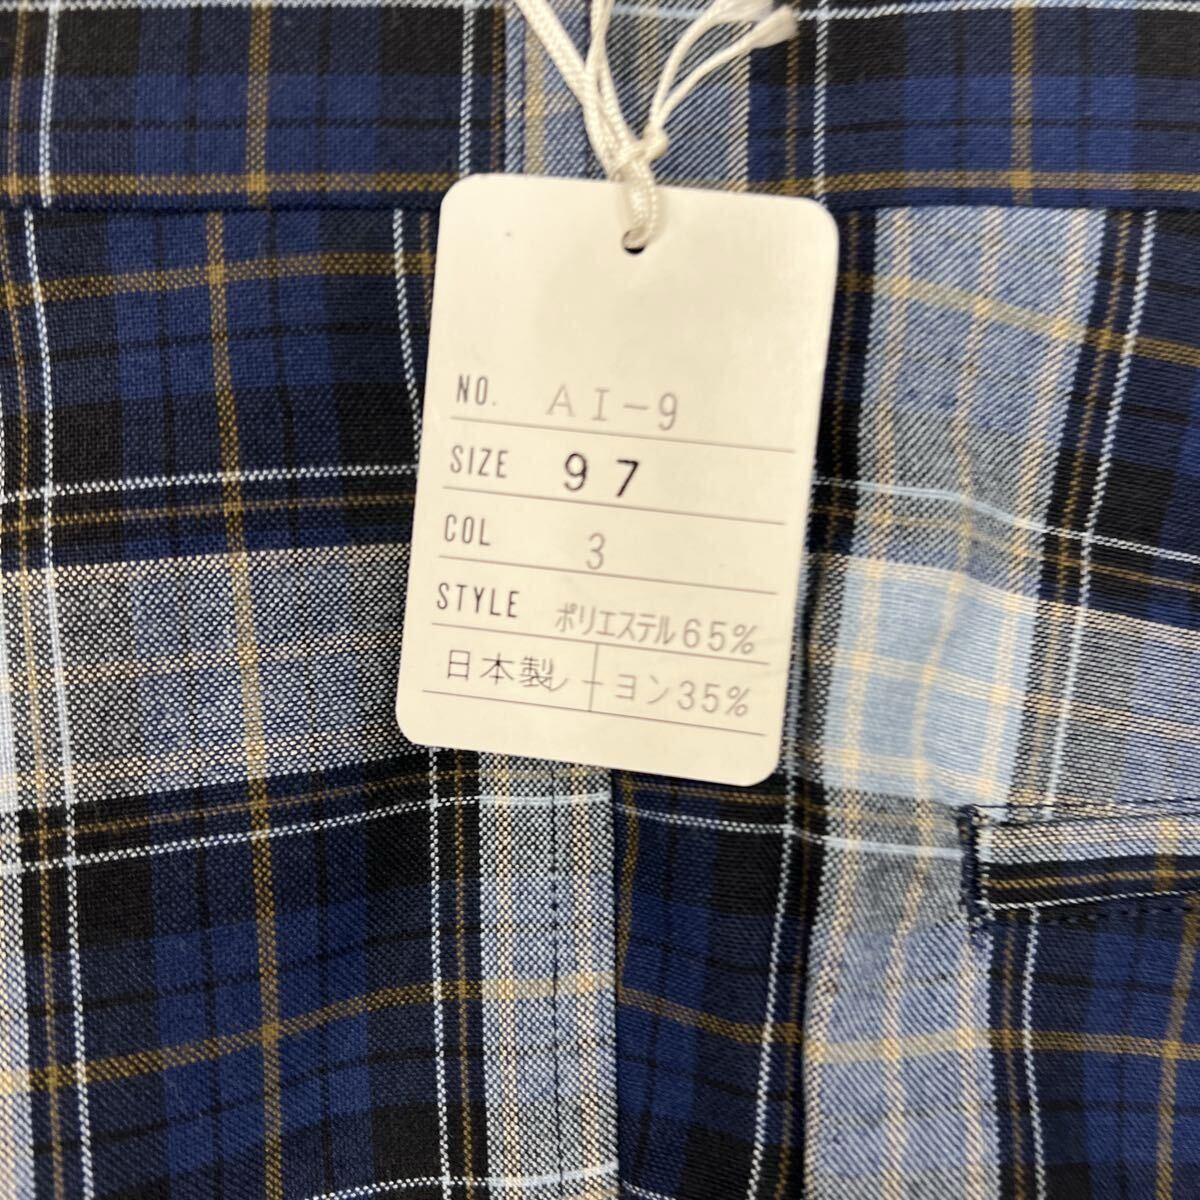 NO. AI-9
SIZE 97
COL 3
STYLE ポリエステル65%
日本製レーヨン35%